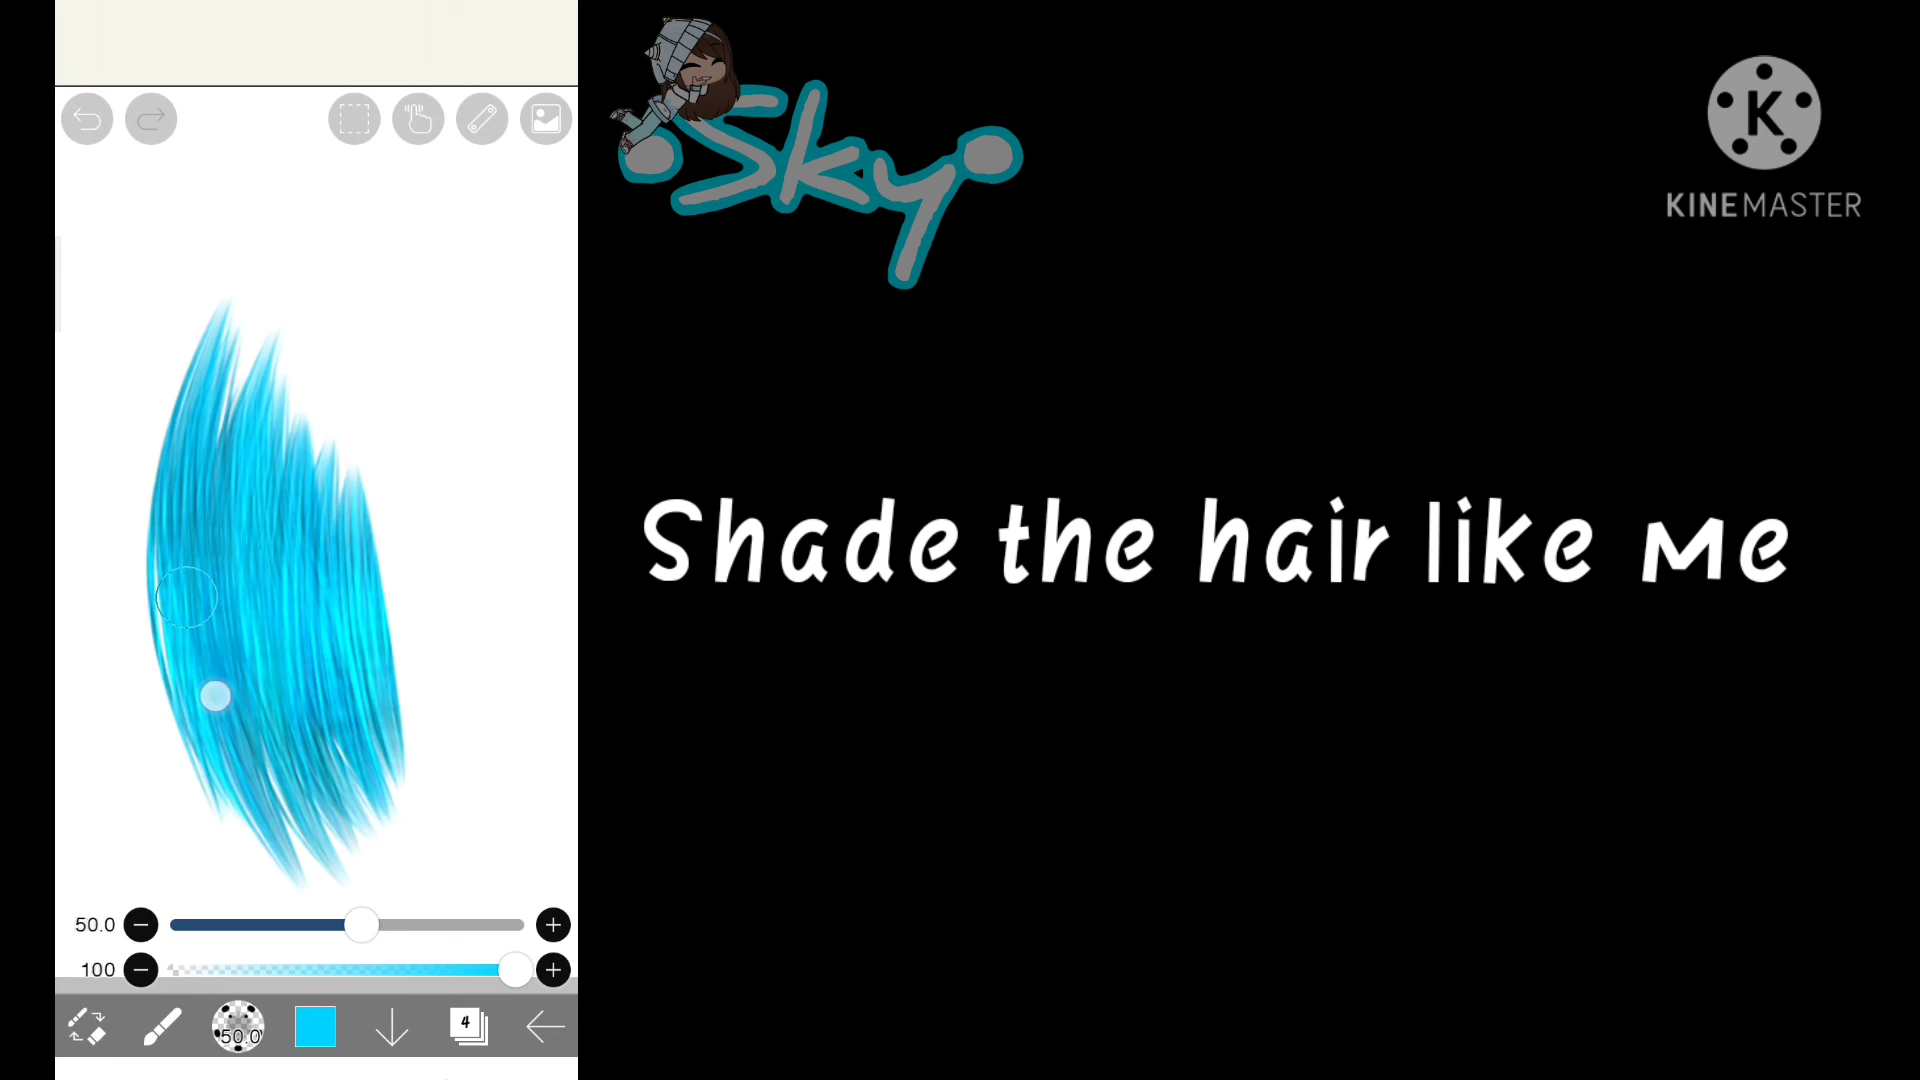 •Sky•
K
KINEMASTER
Shade the hair like Me
50.0
100
50.0
4